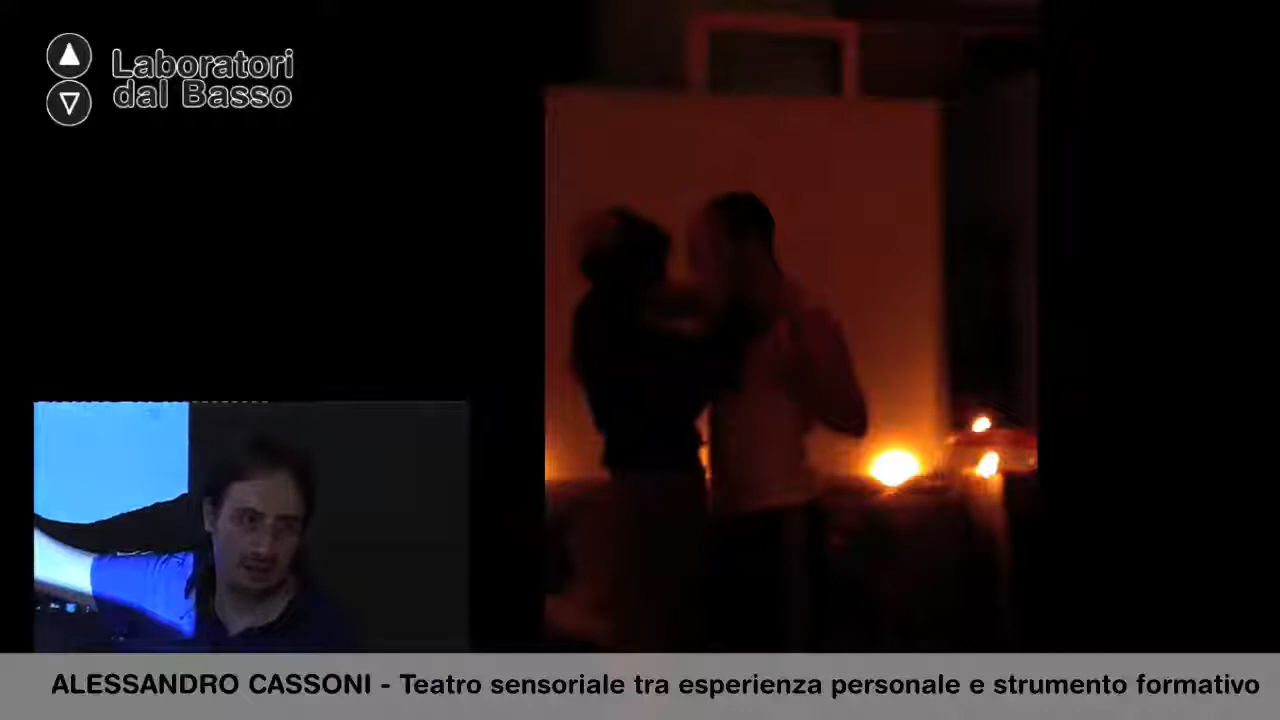 Laboratori
dal Basso
ALESSANDRO CASSONI - Teatro sensoriale tra esperienza personale e strumento formativo